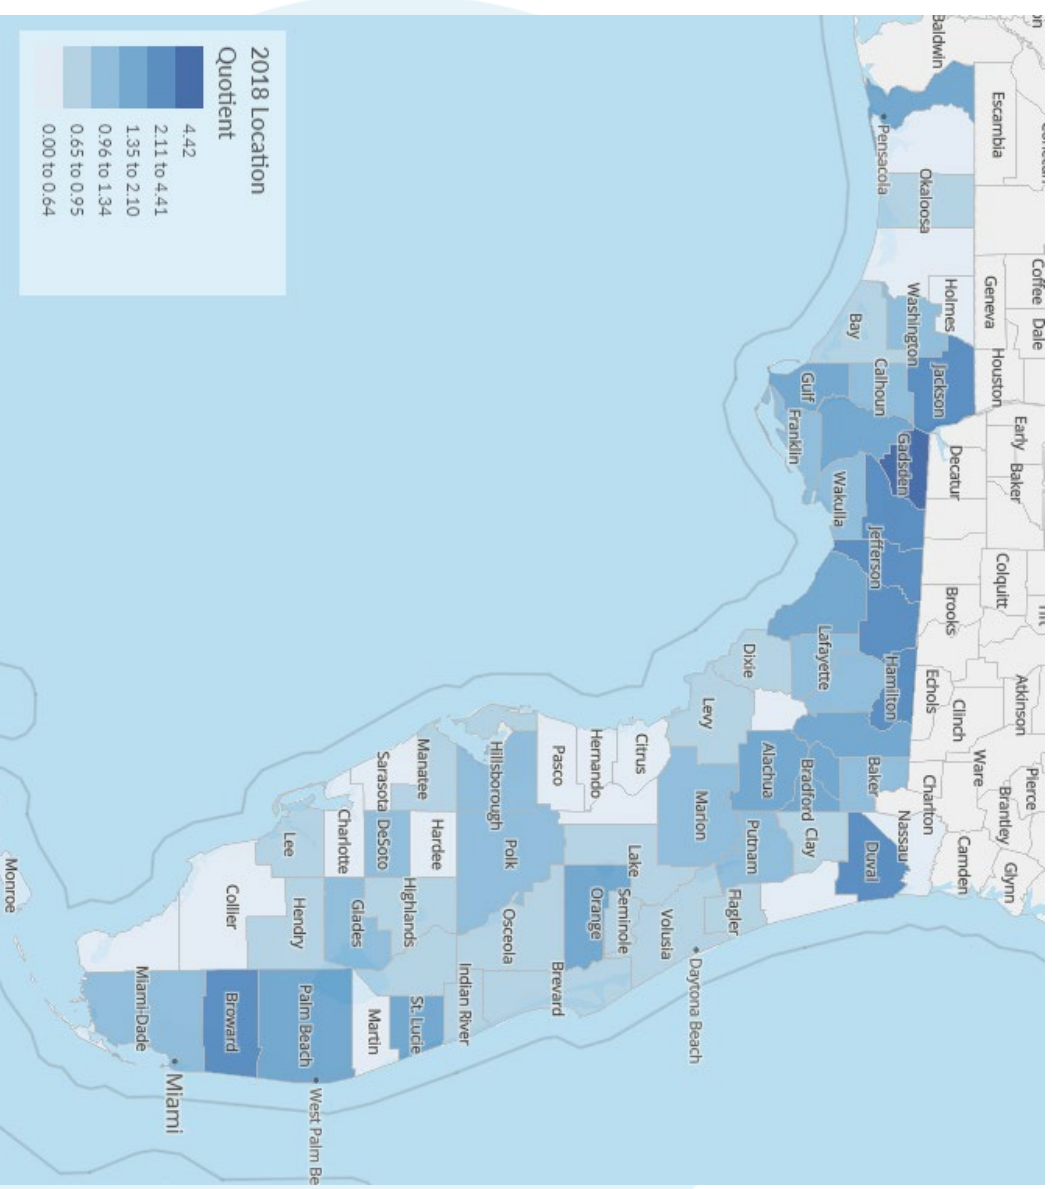 2018 Location
Quotient
4.42
2.11 to 4.41
1.35 to 2.10
0.96 to 1.34
0.65 to 0.95
0.00 to 0.64
Baldwin
Escambia
Pensacola
Okaloosa
Coffee
Dale
Geneva
Holmes
Washington
Bay
Houston
Jackson
Calhoun
Gulf
Franklin
Early
Baker
Decatur
Gadsden
Wakulla
Colquitt
Brooks
Jefferson
Lafayette
Dixie
Atkinson
Echols
Clinch
Hamilton
Levy
Pierce
Ware
Brantley
Charlton
Baker
Bradford
Alachua
Marion
Citrus
Hernando
Pasco
Hillsborough
Manatee
Sarasota
Glynn
Camden
Nassau
Duval
Clay
Putnam
Lake
Polk
Hardee
DeSoto
Charlotte
Lee
Flagler
Volusia
Seminole
Orange
Osceola
Highlands
Glades
Hendry
Collier
Monroe
Daytona Beach
Brevard
Indian River
St. Lucie
Martin
Palm Beach
Broward
Miami-Dade
Miami
West Palm Be